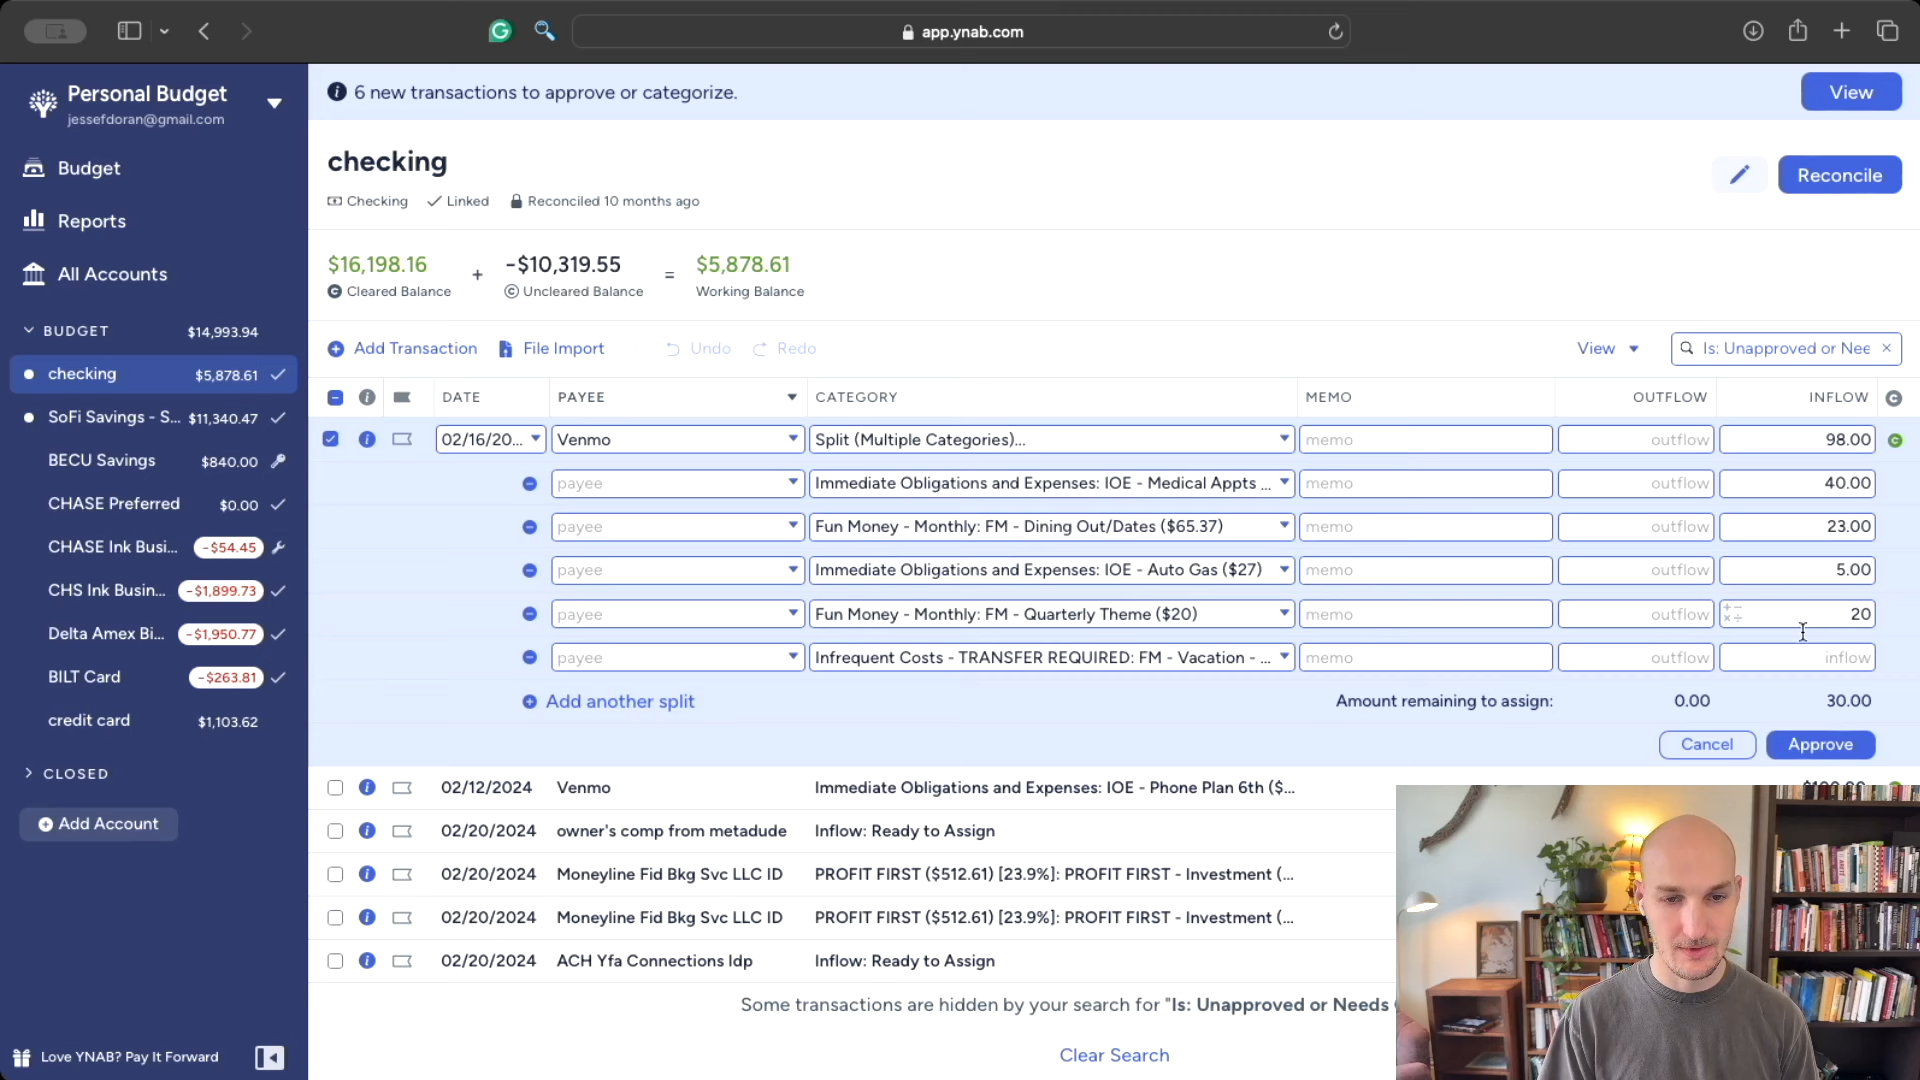 app.ynab.com
Personal Budget
jessefdoran@gmail.com
Budget
Reports
All Accounts
BUDGET $14,993.94
checking $5,878.61
SoFi Savings - S... $11,340.47
BECU Savings $840.00
CHASE Preferred $0.00
CHASE Ink Busi... -$54.45
CHS Ink Busin... -$1,899.73
Delta Amex Bi... -$1,950.77
BILT Card -$263.81
credit card $1,103.62
CLOSED
Add Account
Love YNAB? Pay It Forward
6 new transactions to approve or categorize.
View
checking
Checking Linked Reconciled 10 months ago
Reconcile
$16,198.16 + -$10,319.55 = $5,878.61
Cleared Balance Uncleared Balance Working Balance
Add Transaction File Import Undo Redo View Is: Unapproved or Nee
DATE PAYEE CATEGORY MEMO OUTFLOW INFLOW
02/16/20... Venmo Split (Multiple Categories)... memo outflow 98.00
payee Immediate Obligations and Expenses: IOE - Medical Appts ... memo outflow 40.00
payee Fun Money - Monthly: FM - Dining Out/Dates ($65.37) memo outflow 23.00
payee Immediate Obligations and Expenses: IOE - Auto Gas ($27) memo outflow 5.00
payee Fun Money - Monthly: FM - Quarterly Theme ($20) memo outflow 20
payee Infrequent Costs - TRANSFER REQUIRED: FM - Vacation - ... memo outflow inflow
Add another split Amount remaining to assign: 0.00 30.00
Cancel Approve
02/12/2024 Venmo Immediate Obligations and Expenses: IOE - Phone Plan 6th ($...
02/20/2024 owner's comp from metadude Inflow: Ready to Assign
02/20/2024 Moneyline Fid Bkg Svc LLC ID PROFIT FIRST ($512.61) [23.9%]: PROFIT FIRST - Investment (...
02/20/2024 Moneyline Fid Bkg Svc LLC ID PROFIT FIRST ($512.61) [23.9%]: PROFIT FIRST - Investment (...
02/20/2024 ACH Yfa Connections Idp Inflow: Ready to Assign
Some transactions are hidden by your search for "Is: Unapproved or Needs
Clear Search